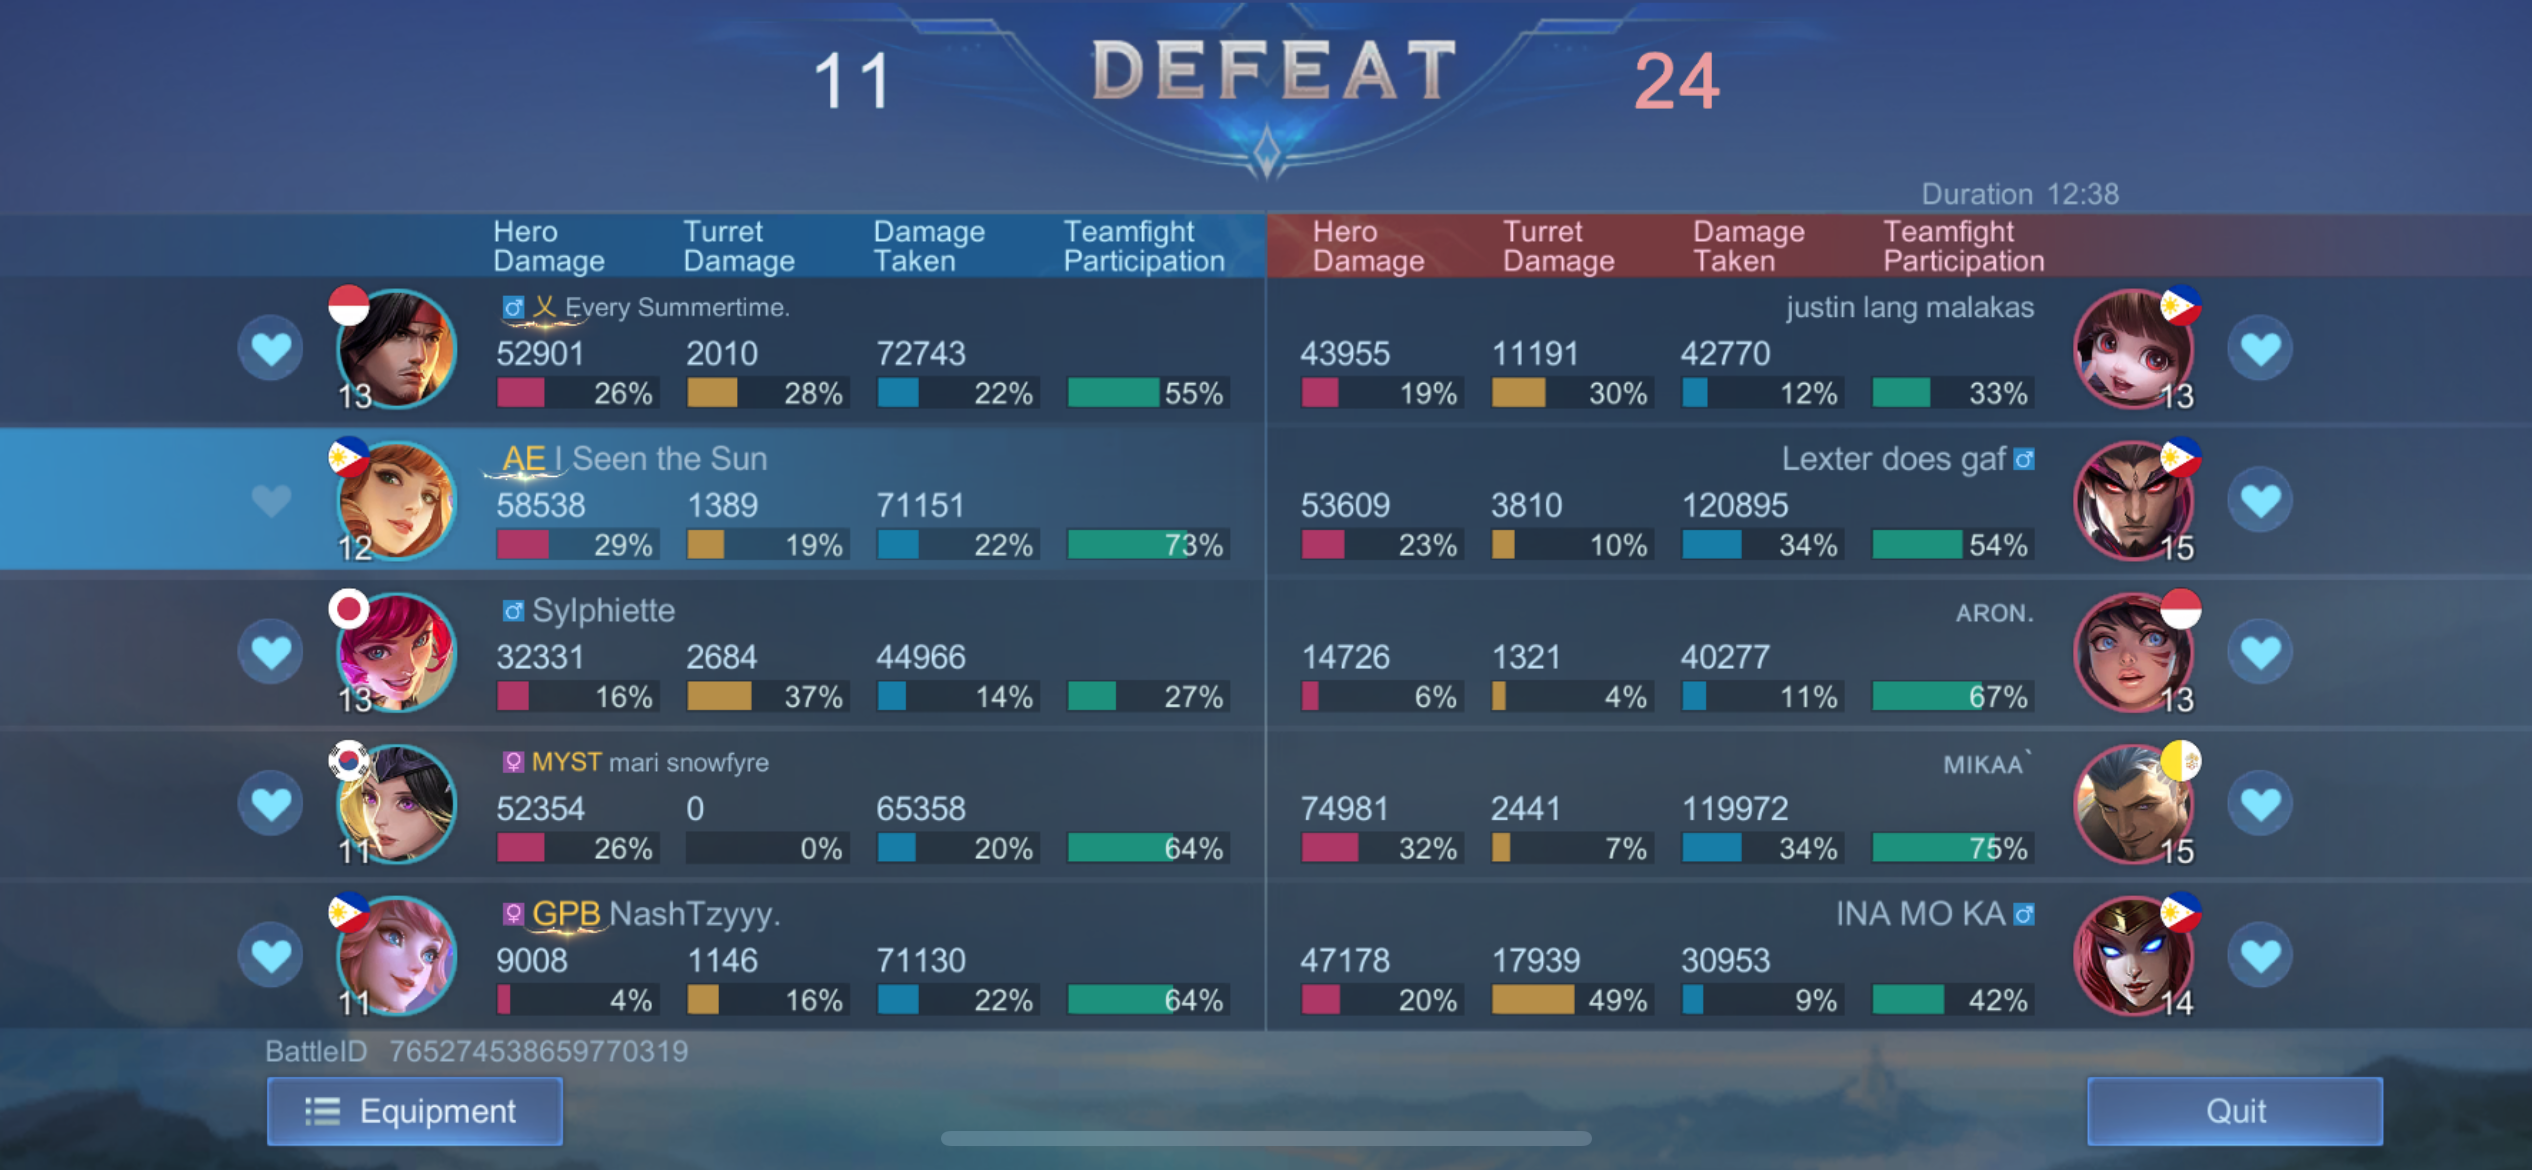 11 DEFEAT 24
Duration 12:38
Hero Damage Turret Damage Damage Taken Teamfight Participation Hero Damage Turret Damage Damage Taken Teamfight Participation
乂 Every Summertime.
52901 2010 72743
13 26% 28% 22% 55%
justin lang malakas
43955 11191 42770
19% 30% 12% 33% 13
AE I Seen the Sun
58538 1389 71151
12 29% 19% 22% 73%
Lexter does gaf
53609 3810 120895
23% 10% 34% 54% 15
Sylphiette
32331 2684 44966
13 16% 37% 14% 27%
ARON.
14726 1321 40277
6% 4% 11% 67% 13
MYST mari snowfyre
52354 0 65358
11 26% 0% 20% 64%
MIKAA`
74981 2441 119972
32% 7% 34% 75% 15
GPB NashTzyyy.
9008 1146 71130
11 4% 16% 22% 64%
INA MO KA
47178 17939 30953
20% 49% 9% 42% 14
BattleID 765274538659770319
Equipment
Quit